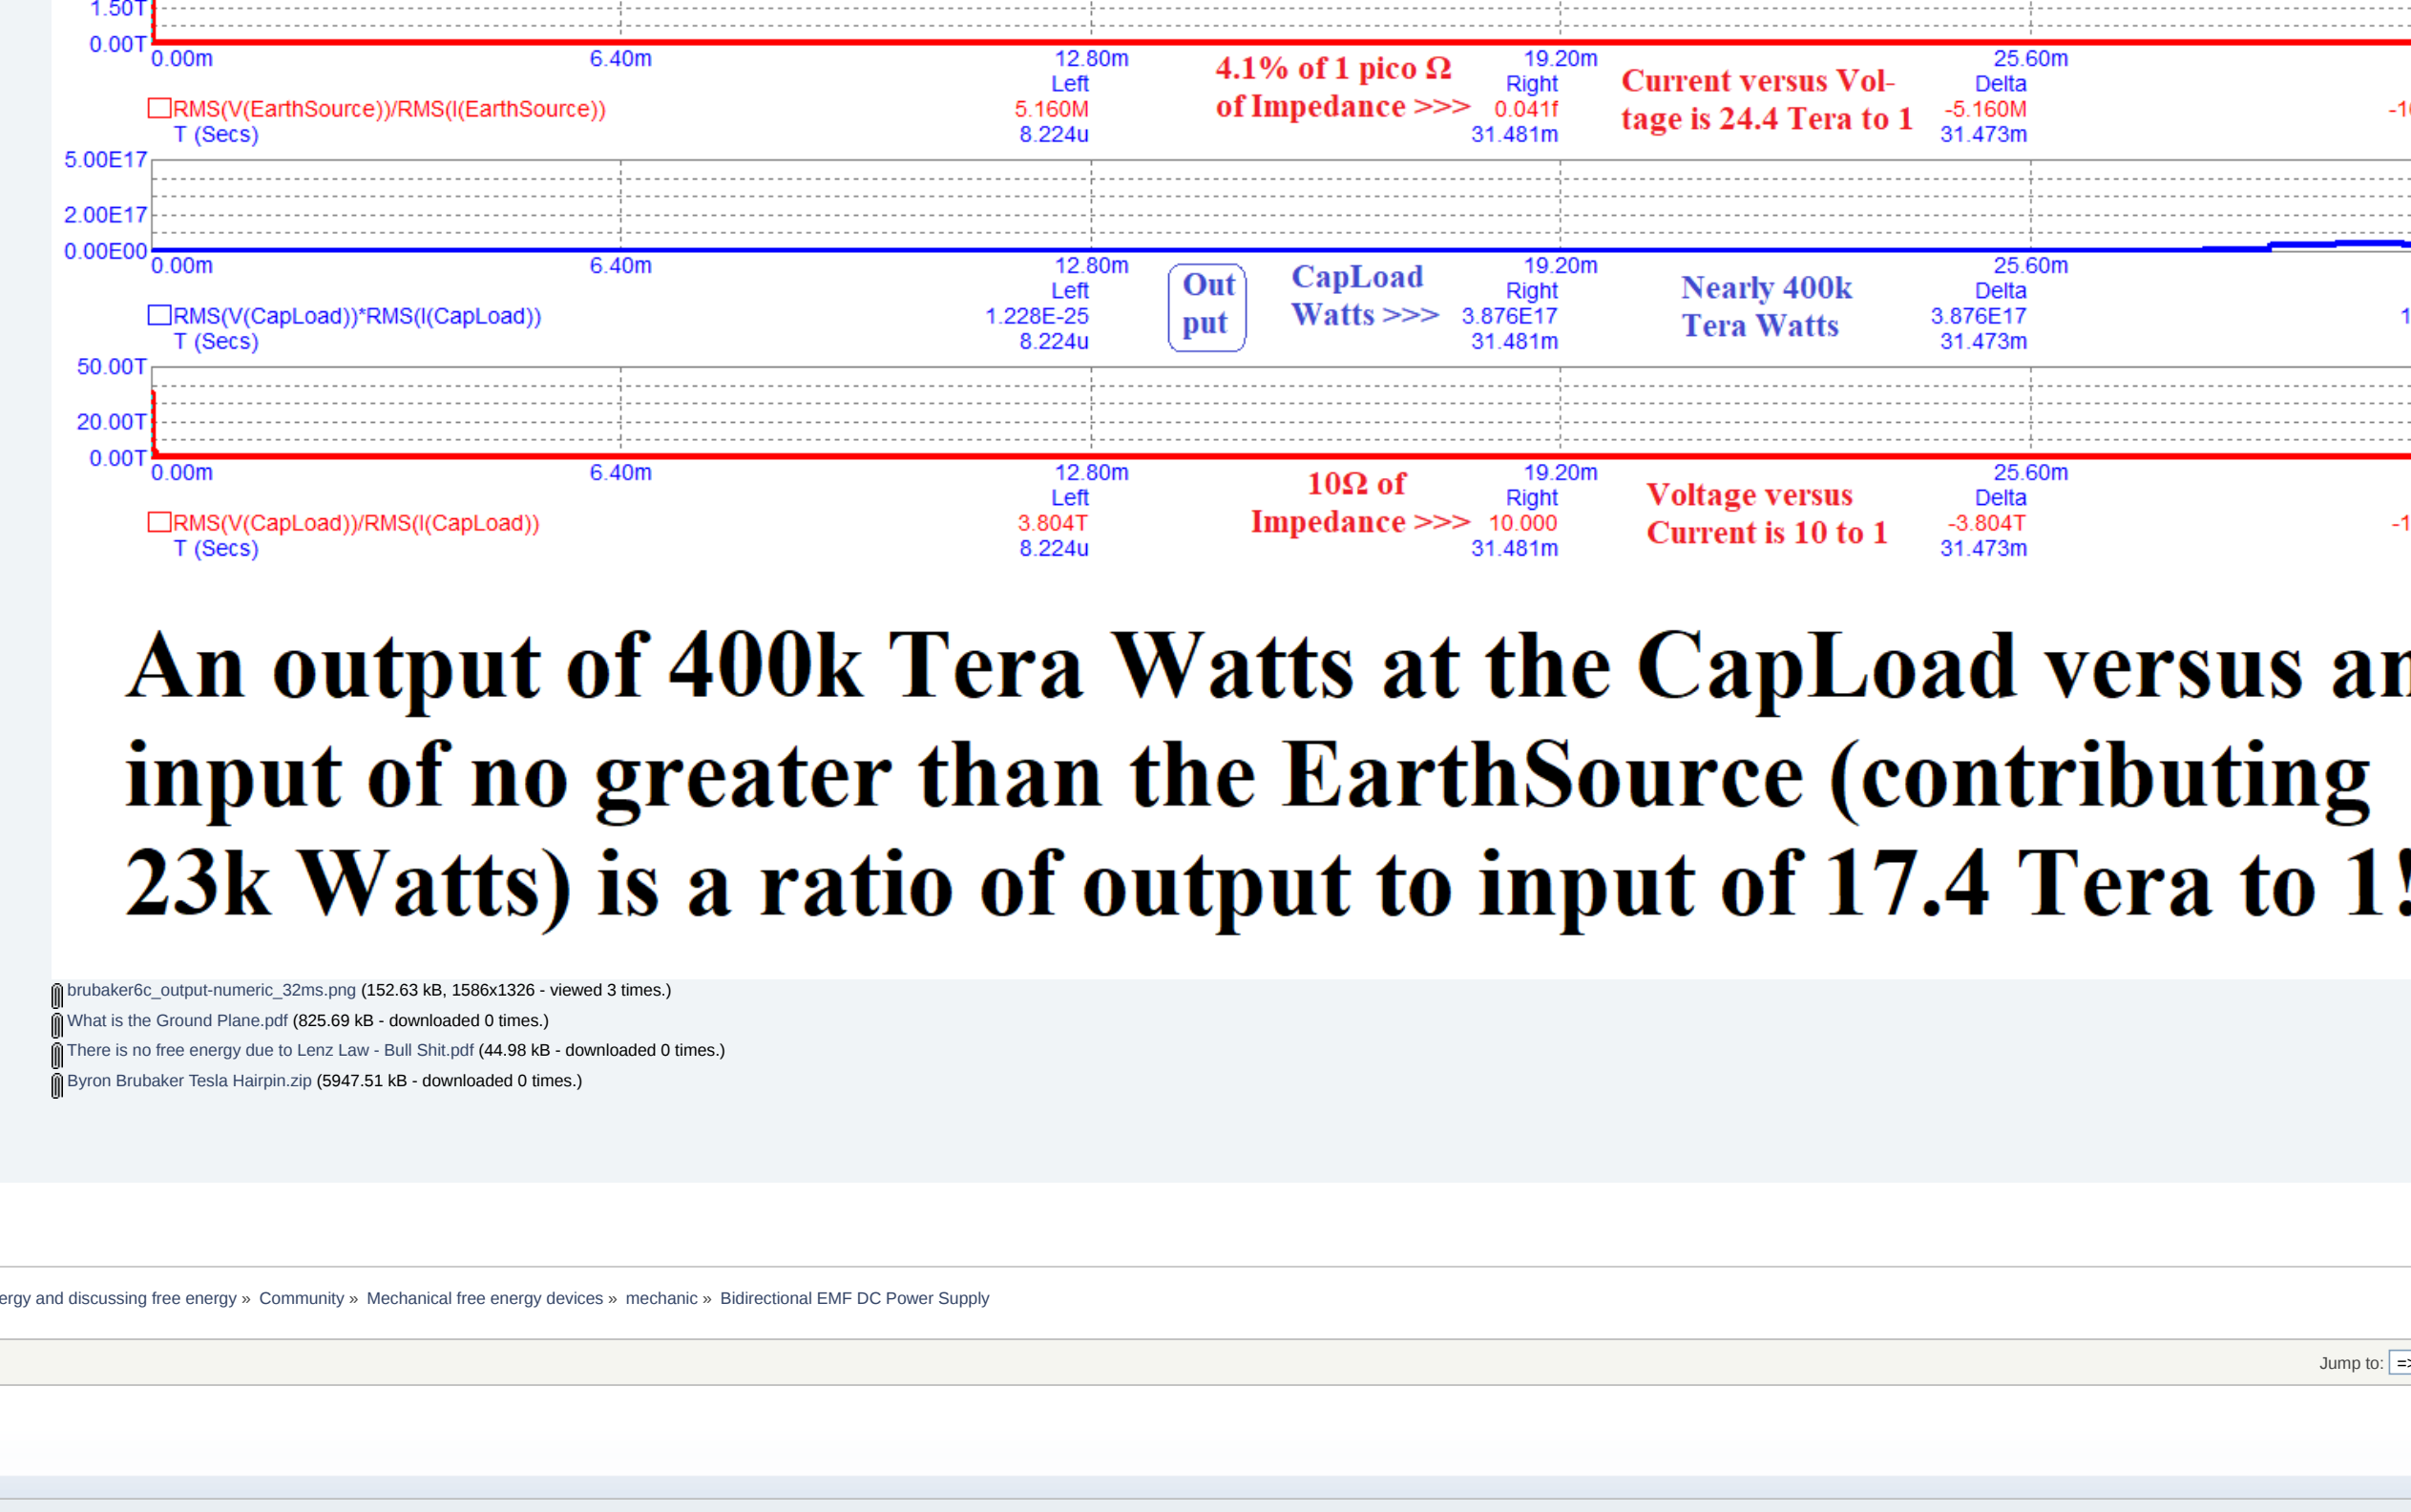 1.50T
0.00T
0.00m 6.40m 12.80m 19.20m 25.60m
Left Right Delta
4.1% of 1 pico Ω
of Impedance >>>
Current versus Vol-
tage is 24.4 Tera to 1
RMS(V(EarthSource))/RMS(I(EarthSource)) 5.160M 0.041f -5.160M -1
T (Secs) 8.224u 31.481m 31.473m
5.00E17
2.00E17
0.00E00
0.00m 6.40m 12.80m 19.20m 25.60m
Left Right Delta
Out
put
CapLoad
Watts >>>
Nearly 400k
Tera Watts
RMS(V(CapLoad))*RMS(I(CapLoad)) 1.228E-25 3.876E17 3.876E17 1
T (Secs) 8.224u 31.481m 31.473m
50.00T
20.00T
0.00T
0.00m 6.40m 12.80m 19.20m 25.60m
Left Right Delta
10Ω of
Impedance >>>
Voltage versus
Current is 10 to 1
RMS(V(CapLoad))/RMS(I(CapLoad)) 3.804T 10.000 -3.804T -1
T (Secs) 8.224u 31.481m 31.473m
An output of 400k Tera Watts at the CapLoad versus an
input of no greater than the EarthSource (contributing
23k Watts) is a ratio of output to input of 17.4 Tera to 1!
brubaker6c_output-numeric_32ms.png (152.63 kB, 1586x1326 - viewed 3 times.)
What is the Ground Plane.pdf (825.69 kB - downloaded 0 times.)
There is no free energy due to Lenz Law - Bull Shit.pdf (44.98 kB - downloaded 0 times.)
Byron Brubaker Tesla Hairpin.zip (5947.51 kB - downloaded 0 times.)
ergy and discussing free energy » Community » Mechanical free energy devices » mechanic » Bidirectional EMF DC Power Supply
Jump to: =>